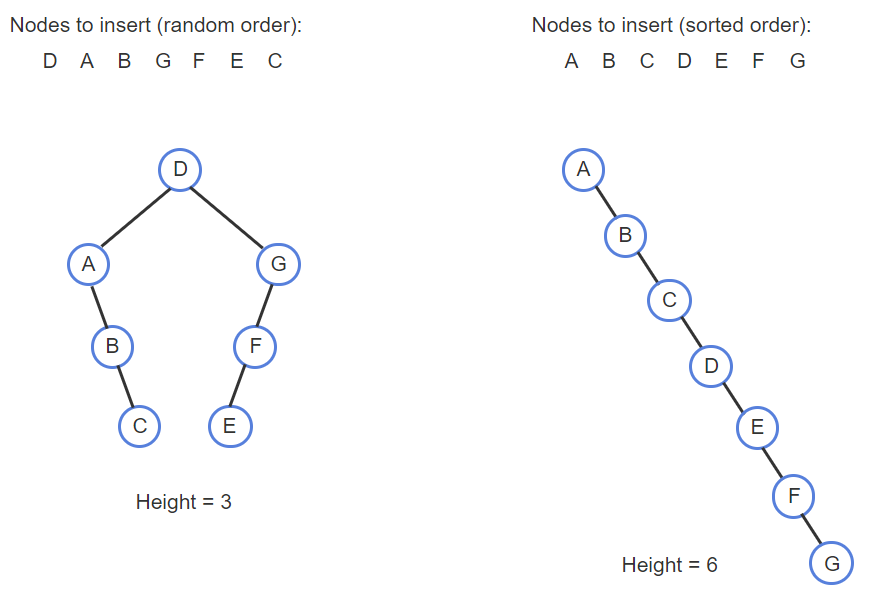 Nodes to insert (random order):
D A B G F E C
D
A G
B F
C E
Height = 3
Nodes to insert (sorted order):
A B C D E F G
A
B
C
D
E
F
G
Height = 6